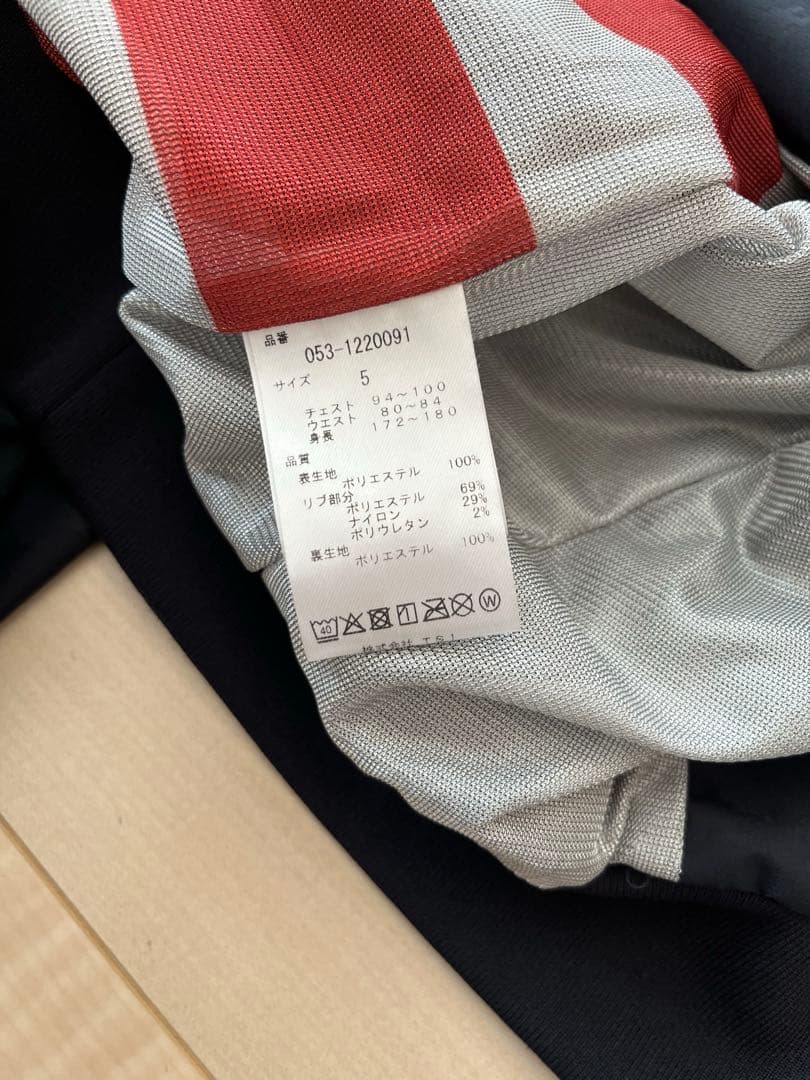 品番
053-1220091
サイズ 5
チェスト 94～100
ウエスト 80～84
身長 172～180
品質
表生地 ポリエステル 100%
リブ部分
ポリエステル 69%
ナイロン 29%
ポリウレタン 2%
裏生地 ポリエステル 100%
40 W
株式会社 TSI